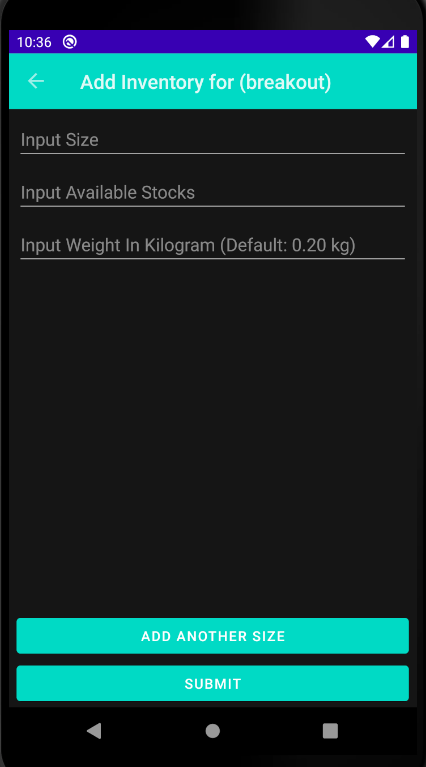 10:36
Add Inventory for (breakout)
Input Size
Input Available Stocks
Input Weight In Kilogram (Default: 0.20 kg)
ADD ANOTHER SIZE
SUBMIT